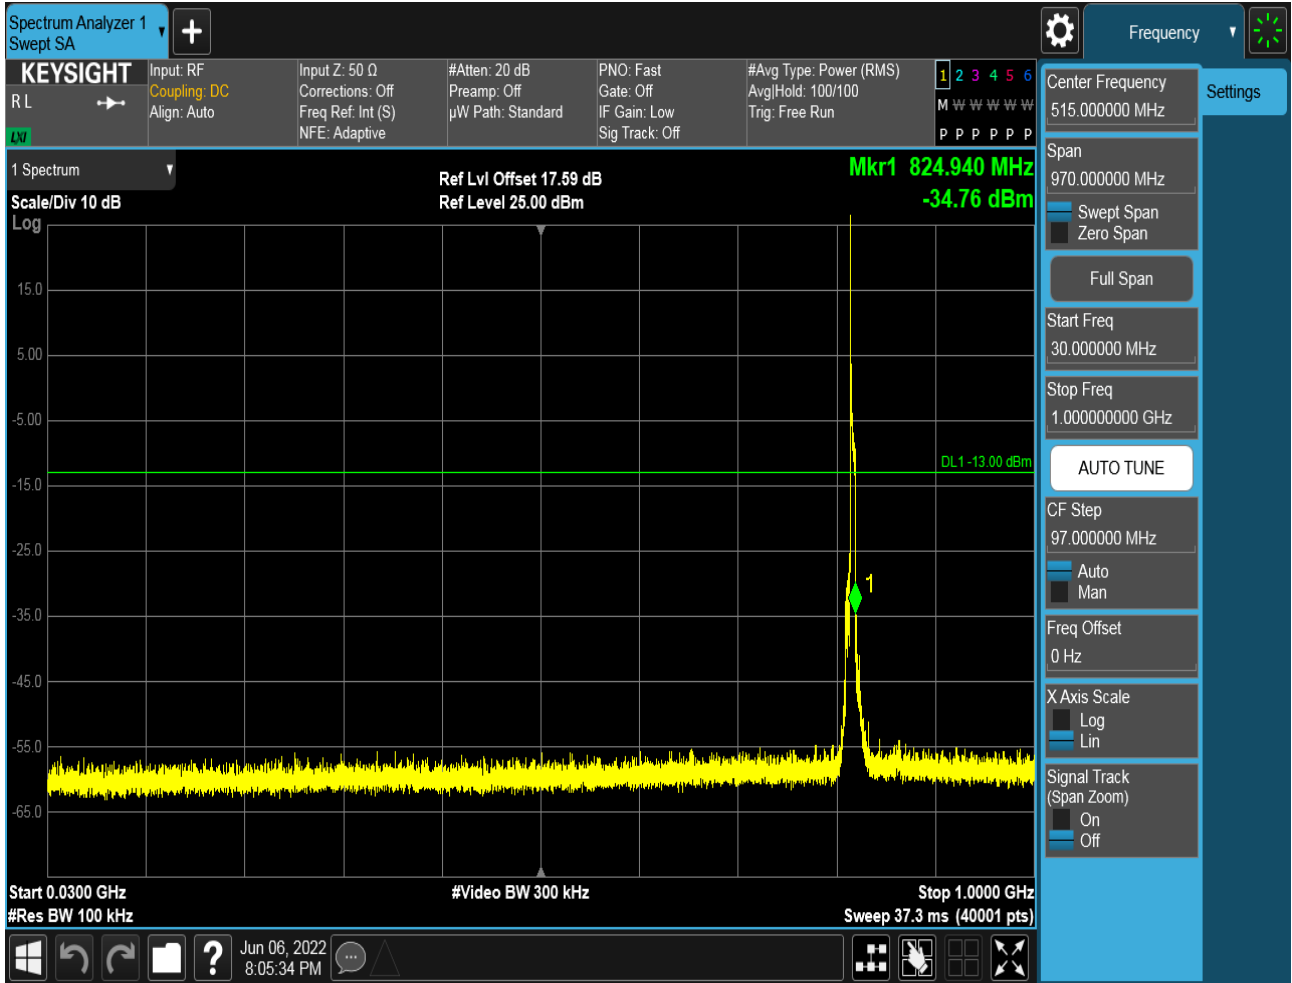 Spectrum Analyzer 1
Swept SA
Frequency
KEYSIGHT
R L
LXI
Input: RF
Coupling: DC
Align: Auto
Input Z: 50 Ω
Corrections: Off
Freq Ref: Int (S)
NFE: Adaptive
#Atten: 20 dB
Preamp: Off
µW Path: Standard
PNO: Fast
Gate: Off
IF Gain: Low
Sig Track: Off
#Avg Type: Power (RMS)
Avg|Hold: 100/100
Trig: Free Run
1 2 3 4 5 6
M W W W W W
P P P P P P
1 Spectrum
Scale/Div 10 dB
Log
Ref Lvl Offset 17.59 dB
Ref Level 25.00 dBm
Mkr1 824.940 MHz
-34.76 dBm
15.0
5.00
-5.00
-15.0
-25.0
-35.0
-45.0
-55.0
-65.0
DL1 -13.00 dBm
1
Start 0.0300 GHz
#Res BW 100 kHz
#Video BW 300 kHz
Stop 1.0000 GHz
Sweep 37.3 ms (40001 pts)
Center Frequency
515.000000 MHz
Span
970.000000 MHz
Swept Span
Zero Span
Full Span
Start Freq
30.000000 MHz
Stop Freq
1.000000000 GHz
AUTO TUNE
CF Step
97.000000 MHz
Auto
Man
Freq Offset
0 Hz
X Axis Scale
Log
Lin
Signal Track
(Span Zoom)
On
Off
Settings
?
Jun 06, 2022
8:05:34 PM